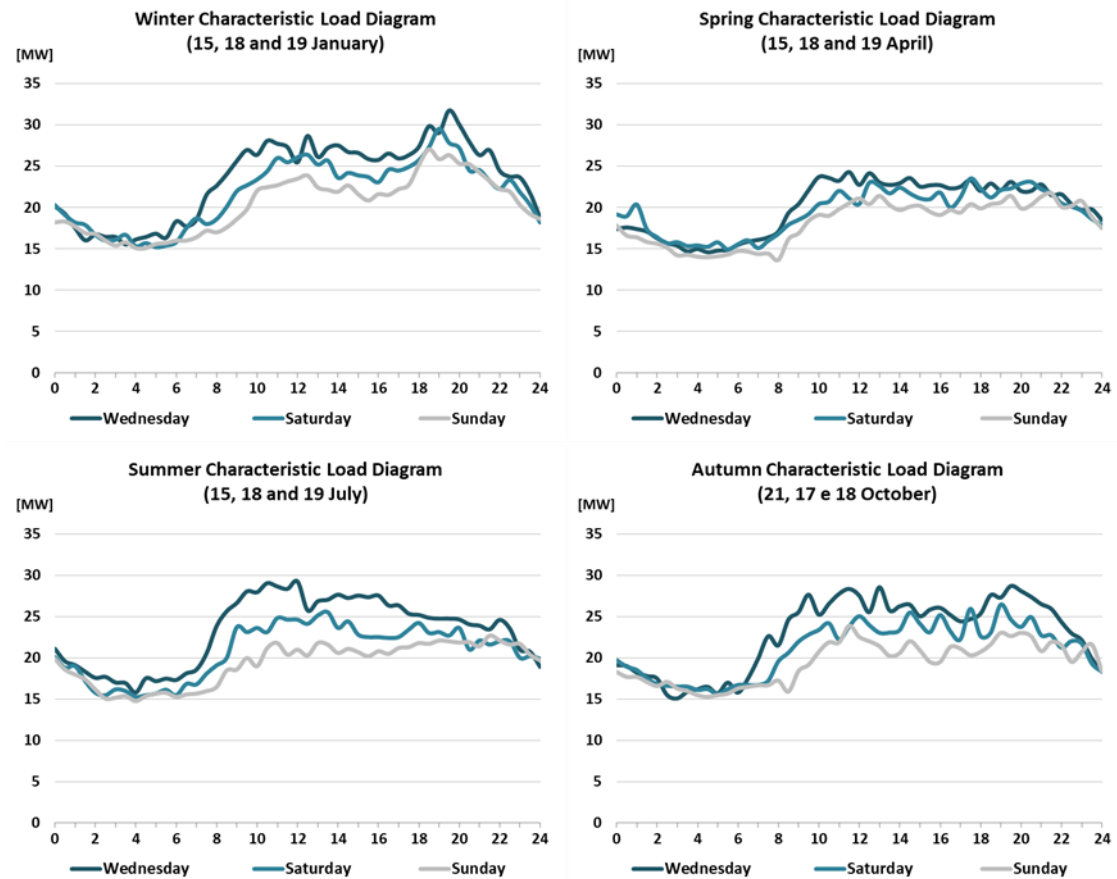 Winter Characteristic Load Diagram
(15, 18 and 19 January)
[MW]
35
30
25
20
15
10
5
0
0 2 4 6 8 10 12 14 16 18 20 22 24
Wednesday Saturday Sunday
Spring Characteristic Load Diagram
(15, 18 and 19 April)
[MW]
35
30
25
20
15
10
5
0
0 2 4 6 8 10 12 14 16 18 20 22 24
Wednesday Saturday Sunday
Summer Characteristic Load Diagram
(15, 18 and 19 July)
[MW]
35
30
25
20
15
10
5
0
0 2 4 6 8 10 12 14 16 18 20 22 24
Wednesday Saturday Sunday
Autumn Characteristic Load Diagram
(21, 17 e 18 October)
[MW]
35
30
25
20
15
10
5
0
0 2 4 6 8 10 12 14 16 18 20 22 24
Wednesday Saturday Sunday